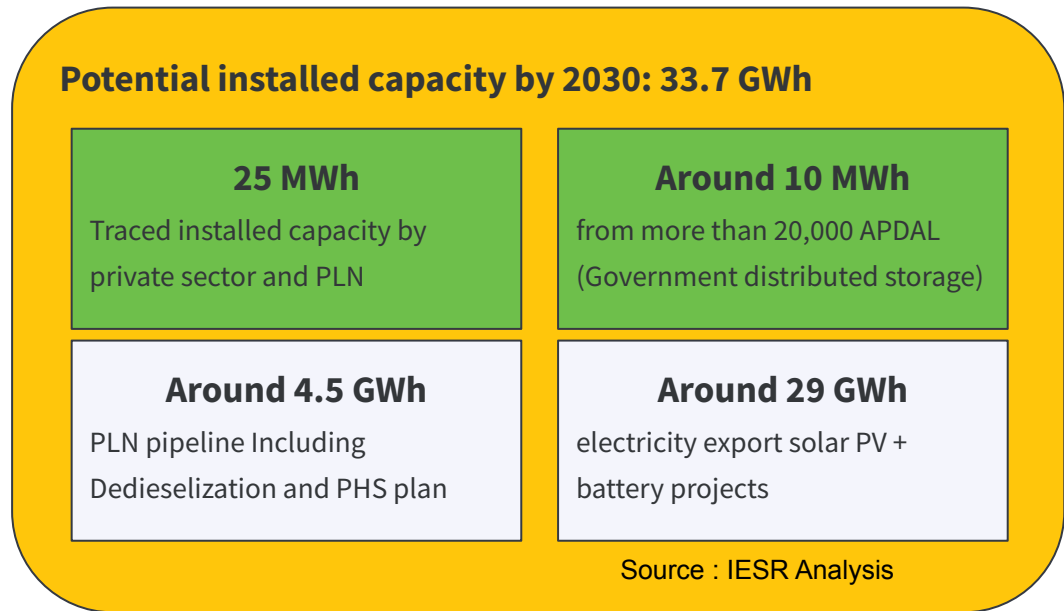 Potential installed capacity by 2030: 33.7 GWh
25 MWh
Traced installed capacity by
private sector and PLN
Around 10 MWh
from more than 20,000 APDAL
(Government distributed storage)
Around 4.5 GWh
PLN pipeline Including
Dedieselization and PHS plan
Around 29 GWh
electricity export solar PV +
battery projects
Source : IESR Analysis